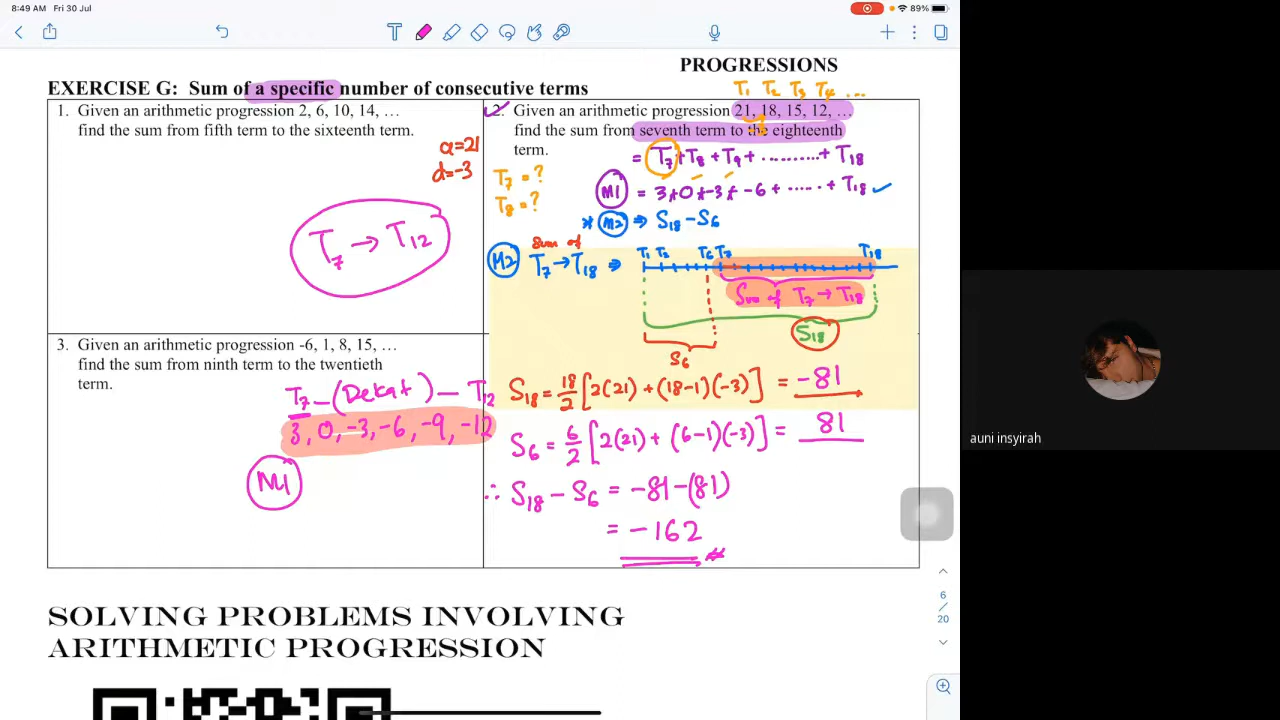 8:49 AM Fri 30 Jul
89%
PROGRESSIONS
EXERCISE G: Sum of a specific number of consecutive terms
T₁ T₂ T₃ T₄ ...
1. Given an arithmetic progression 2, 6, 10, 14, …
find the sum from fifth term to the sixteenth term.
T₇ → T₁₂
2. Given an arithmetic progression 21, 18, 15, 12, …
-3
find the sum from seventh term to the eighteenth
term.
a=21
d=-3
= T₇ + T₈ + T₉ + .......... + T₁₈
T₇ = ?
T₈ = ?
M1 = 3 + 0 + -3 + -6 + ...... + T₁₈
* M2 ⇒ S₁₈ - S₆
Sum of
M2 T₇ → T₁₈ ⇒
T₁ T₂ T₆ T₇ T₁₈
Sum of T₇ → T₁₈
S₁₈
S₆
S₁₈ = 18/2 [2(21) + (18-1)(-3)] = -81
S₆ = 6/2 [2(21) + (6-1)(-3)] = 81
∴ S₁₈ - S₆ = -81 - (81)
= -162
3. Given an arithmetic progression -6, 1, 8, 15, …
find the sum from ninth term to the twentieth
term.
T₇ - (Dekat) - T₁₂
3, 0, -3, -6, -9, -12
M1
SOLVING PROBLEMS INVOLVING
ARITHMETIC PROGRESSION
6
/
20
auni insyirah